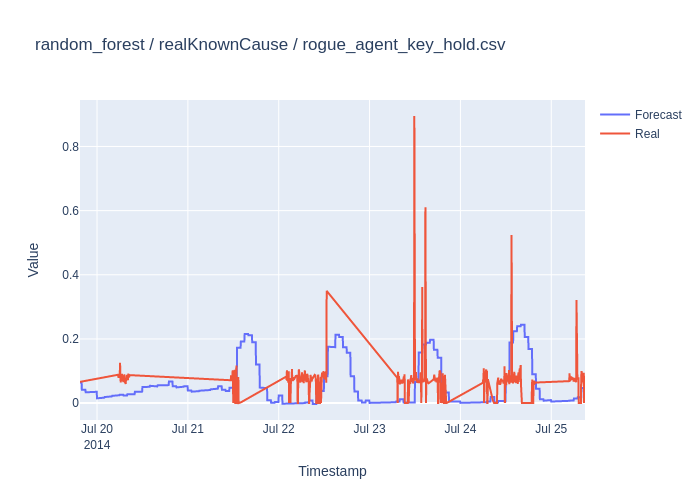 random_forest / realKnownCause / rogue_agent_key_hold.csv
Forecast
Real
0.8
0.6
0.4
0.2
0
Value
Jul 20
2014
Jul 21
Jul 22
Jul 23
Jul 24
Jul 25
Timestamp